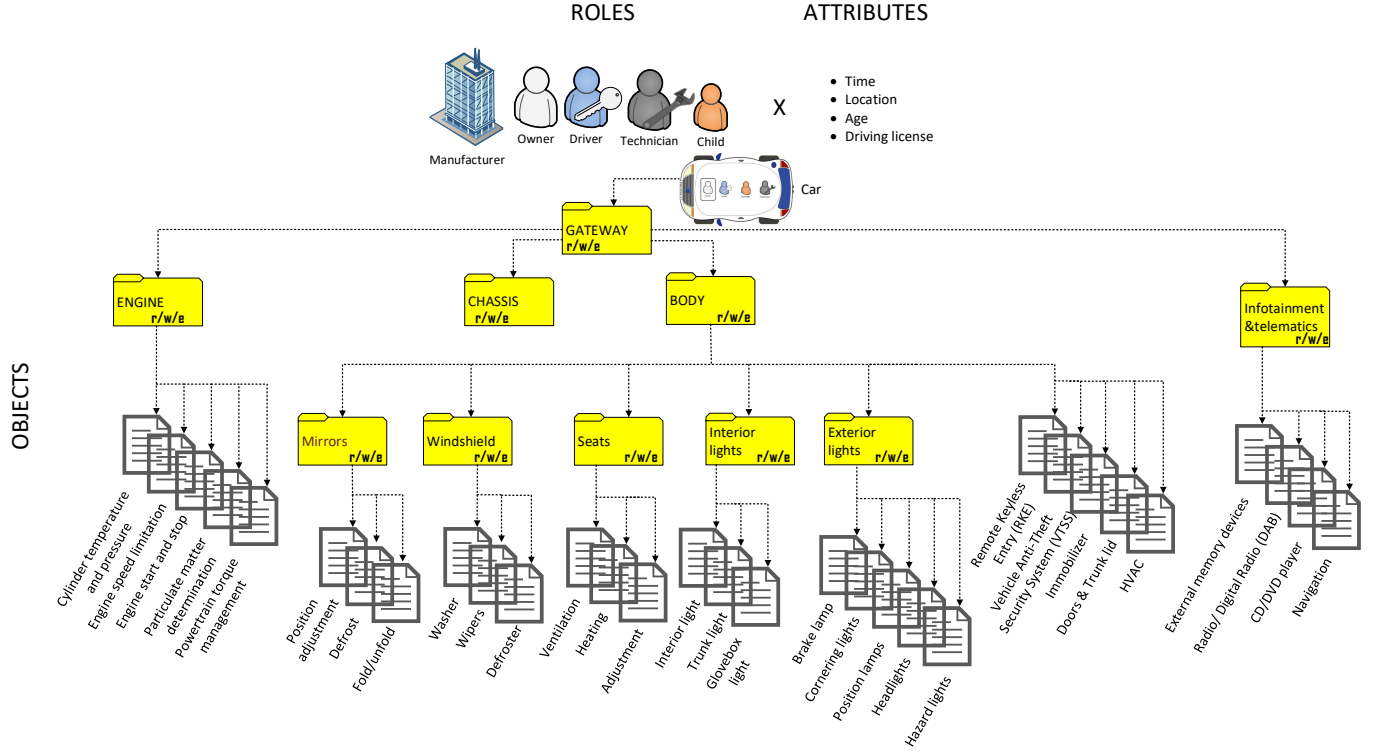 ROLES
ATTRIBUTES
Manufacturer
Owner
Driver
Technician
Child
X
• Time
• Location
• Age
• Driving license
Car
OBJECTS
GATEWAY
r/w/e
ENGINE
r/w/e
CHASSIS
r/w/e
BODY
r/w/e
Infotainment
&telematics
r/w/e
Mirrors
r/w/e
Windshield
r/w/e
Seats
r/w/e
Interior
lights
r/w/e
Exterior
lights
r/w/e
Cylinder temperature
and pressure
Engine speed limitation
Engine start and stop
Particulate matter
determination
Powertrain torque
management
Position
adjustment
Defrost
Fold/unfold
Washer
Wipers
Defroster
Ventilation
Heating
Adjustment
Interior light
Trunk light
Glovebox
light
Brake lamp
Cornering lights
Position lamps
Headlights
Hazard lights
Remote Keyless
Entry (RKE)
Vehicle Anti-Theft
Security System (VTSS)
Immobilizer
Doors & Trunk lid
HVAC
External memory devices
Radio/ Digital Radio (DAB)
CD/DVD player
Navigation